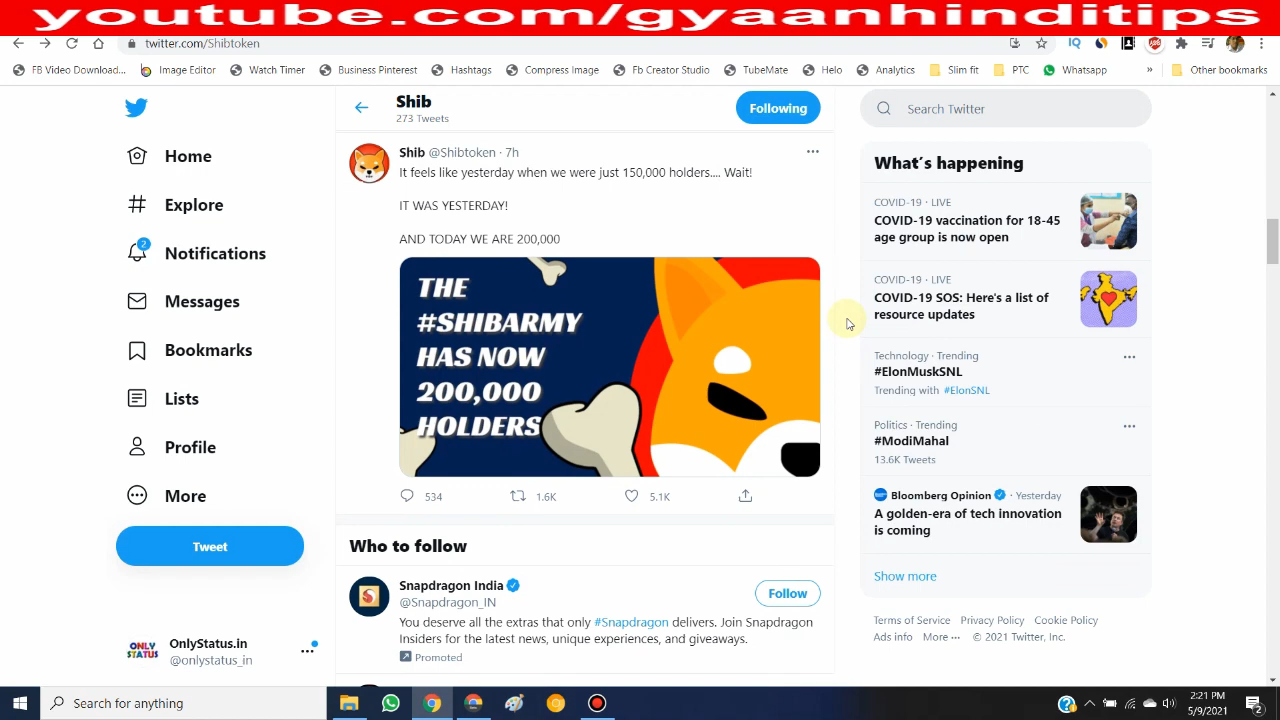 youtube.com/gyaanhinditips
twitter.com/Shibtoken
FB Video Download...
Image Editor
Watch Timer
Business Pinterest
Hashtags
Compress Image
Fb Creator Studio
TubeMate
Helo
Analytics
Slim fit
PTC
Whatsapp
»
Other bookmarks
Home
Explore
2
Notifications
Messages
Bookmarks
Lists
Profile
More
Tweet
OnlyStatus.in
@onlystatus_in
Shib
273 Tweets
Following
Shib @Shibtoken · 7h
It feels like yesterday when we were just 150,000 holders.... Wait!
IT WAS YESTERDAY!
AND TODAY WE ARE 200,000
THE
#SHIBARMY
HAS NOW
200,000
HOLDERS
534
1.6K
5.1K
Who to follow
Snapdragon India
@Snapdragon_IN
Follow
You deserve all the extras that only #Snapdragon delivers. Join Snapdragon
Insiders for the latest news, unique experiences, and giveaways.
Promoted
Search Twitter
What's happening
COVID-19 · LIVE
COVID-19 vaccination for 18-45
age group is now open
COVID-19 · LIVE
COVID-19 SOS: Here's a list of
resource updates
Technology · Trending
#ElonMuskSNL
Trending with #ElonSNL
Politics · Trending
#ModiMahal
13.6K Tweets
Bloomberg Opinion · Yesterday
A golden-era of tech innovation
is coming
Show more
Terms of Service Privacy Policy Cookie Policy
Ads info More ··· © 2021 Twitter, Inc.
Search for anything
2:21 PM
5/9/2021
2